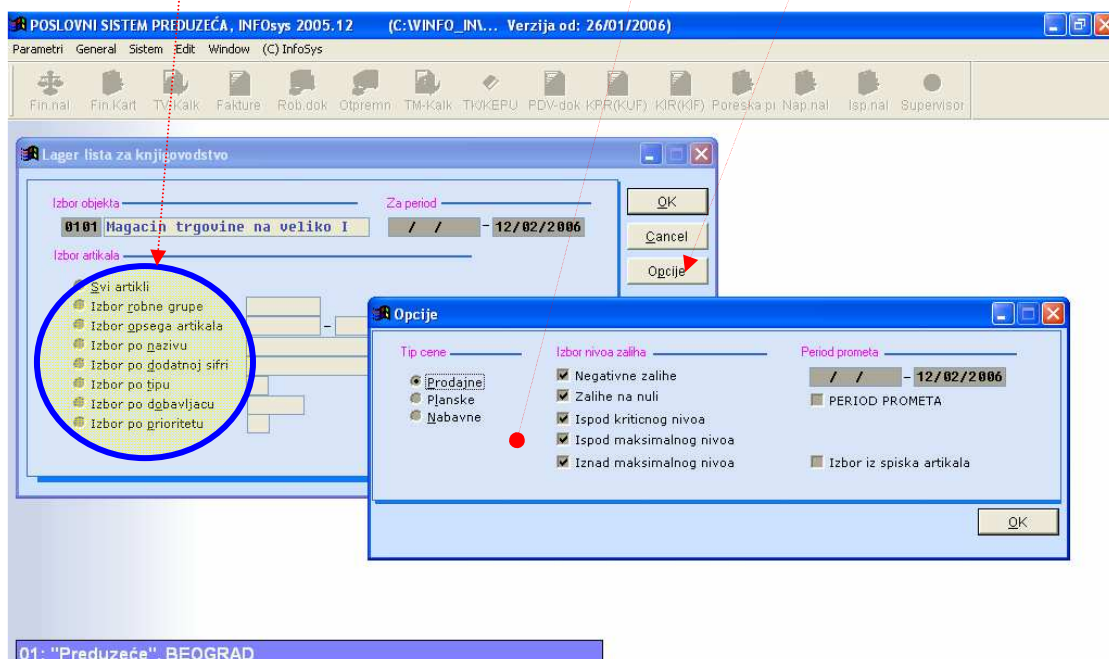 POSLOVNI SISTEM PREDUZEĆA, INFOsys 2005.12 (C:\WINFO_IN\... Verzija od: 26/01/2006)
Parametri General Sistem Edit Window (C) InfoSys
Fin.nal Fin.Kart TV-Kalk Fakture Rob.dok Otpremn TM-Kalk TK/KEPU PDV-dok KPR(KUF) KIR(KIF) Poreska pi Nap.nal Isp.nal Supervisor
Lager lista za knjigovodstvo
Izbor objekta Za period
0101 Magacin trgovine na veliko I / / - 12/02/2006
OK
Cancel
Opcije
Izbor artikala
Svi artikli
Izbor robne grupe
Izbor opsega artikala -
Izbor po nazivu
Izbor po dodatnoj sifri
Izbor po tipu
Izbor po dobavljacu
Izbor po prioritetu
Opcije
Tip cene Izbor nivoa zaliha Period prometa
Prodajne Negativne zalihe / / - 12/02/2006
Planske Zalihe na nuli PERIOD PROMETA
Nabavne Ispod kriticnog nivoa
Ispod maksimalnog nivoa
Iznad maksimalnog nivoa Izbor iz spiska artikala
OK
01: "Preduzeće", BEOGRAD